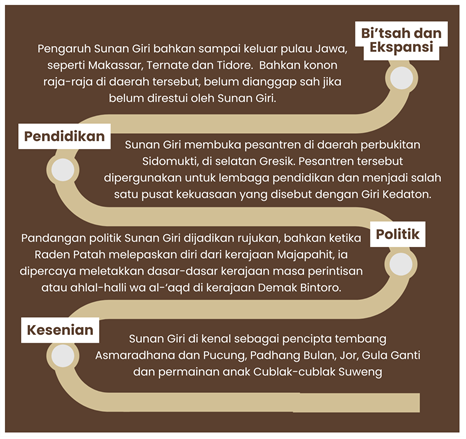 Bi'tsah dan
Ekspansi
Pengaruh Sunan Giri bahkan sampai keluar pulau Jawa,
seperti Makassar, Ternate dan Tidore. Bahkan konon
raja-raja di daerah tersebut, belum dianggap sah jika
belum direstui oleh Sunan Giri.
Pendidikan
Sunan Giri membuka pesantren di daerah perbukitan
Sidomukti, di selatan Gresik. Pesantren tersebut
dipergunakan untuk lembaga pendidikan dan menjadi salah
satu pusat kekuasaan yang disebut dengan Giri Kedaton.
Politik
Pandangan politik Sunan Giri dijadikan rujukan, bahkan ketika
Raden Patah melepaskan diri dari kerajaan Majapahit, ia
dipercaya meletakkan dasar-dasar kerajaan masa perintisan
atau ahlal-halli wa al-'aqd di kerajaan Demak Bintoro.
Kesenian
Sunan Giri di kenal sebagai pencipta tembang
Asmaradhana dan Pucung, Padhang Bulan, Jor, Gula Ganti
dan permainan anak Cublak-cublak Suweng